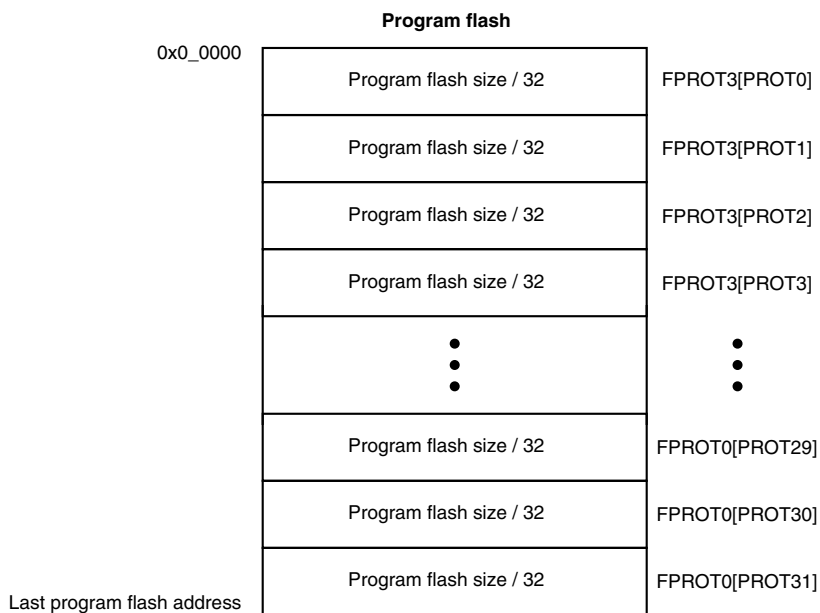 Program flash
0x0_0000
Program flash size / 32 FPROT3[PROT0]
Program flash size / 32 FPROT3[PROT1]
Program flash size / 32 FPROT3[PROT2]
Program flash size / 32 FPROT3[PROT3]
Program flash size / 32 FPROT0[PROT29]
Program flash size / 32 FPROT0[PROT30]
Program flash size / 32 FPROT0[PROT31]
Last program flash address